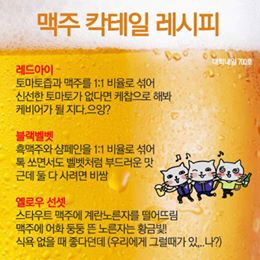 맥주 칵테일 레시피
대학내일 700호
레드아이
토마토즙과 맥주를 1:1 비율로 섞어
신선한 토마토가 없다면 케찹으로 해봐
케비어가 될 지다.으앙?
블랙벨벳
흑맥주와 샴페인을 1:1 비율로 섞어
톡 쏘면서도 벨벳처럼 부드러운 맛
근데 둘 다 사려면 비쌈
옐로우 선셋
스타우트 맥주에 계란노른자를 떨어뜨림
맥주에 어화 둥둥 뜬 노른자는 황금빛!
식욕 없을 때 좋다던데 (우리에게 그럴때가 있,..나?)